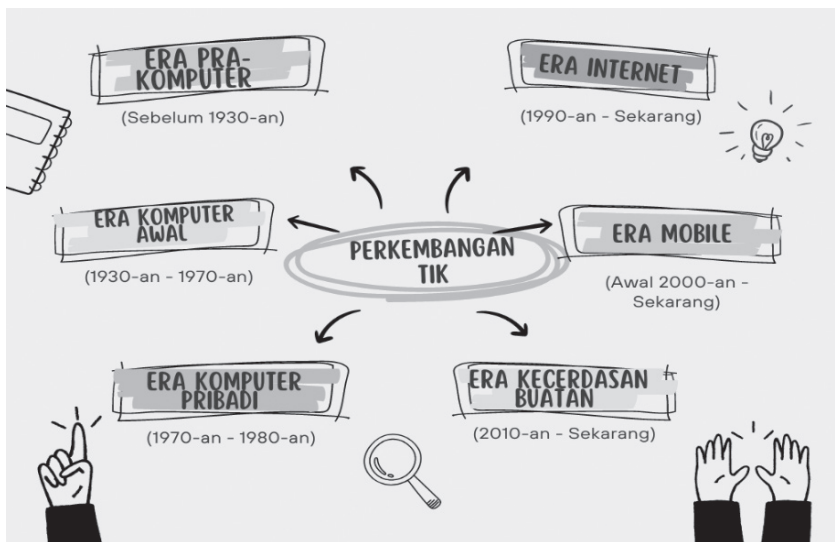 ERA PRA-
KOMPUTER
(Sebelum 1930-an)
ERA INTERNET
(1990-an - Sekarang)
ERA KOMPUTER
AWAL
(1930-an - 1970-an)
PERKEMBANGAN
TIK
ERA MOBILE
(Awal 2000-an -
Sekarang)
ERA KOMPUTER
PRIBADI
(1970-an - 1980-an)
ERA KECERDASAN
BUATAN
(2010-an - Sekarang)